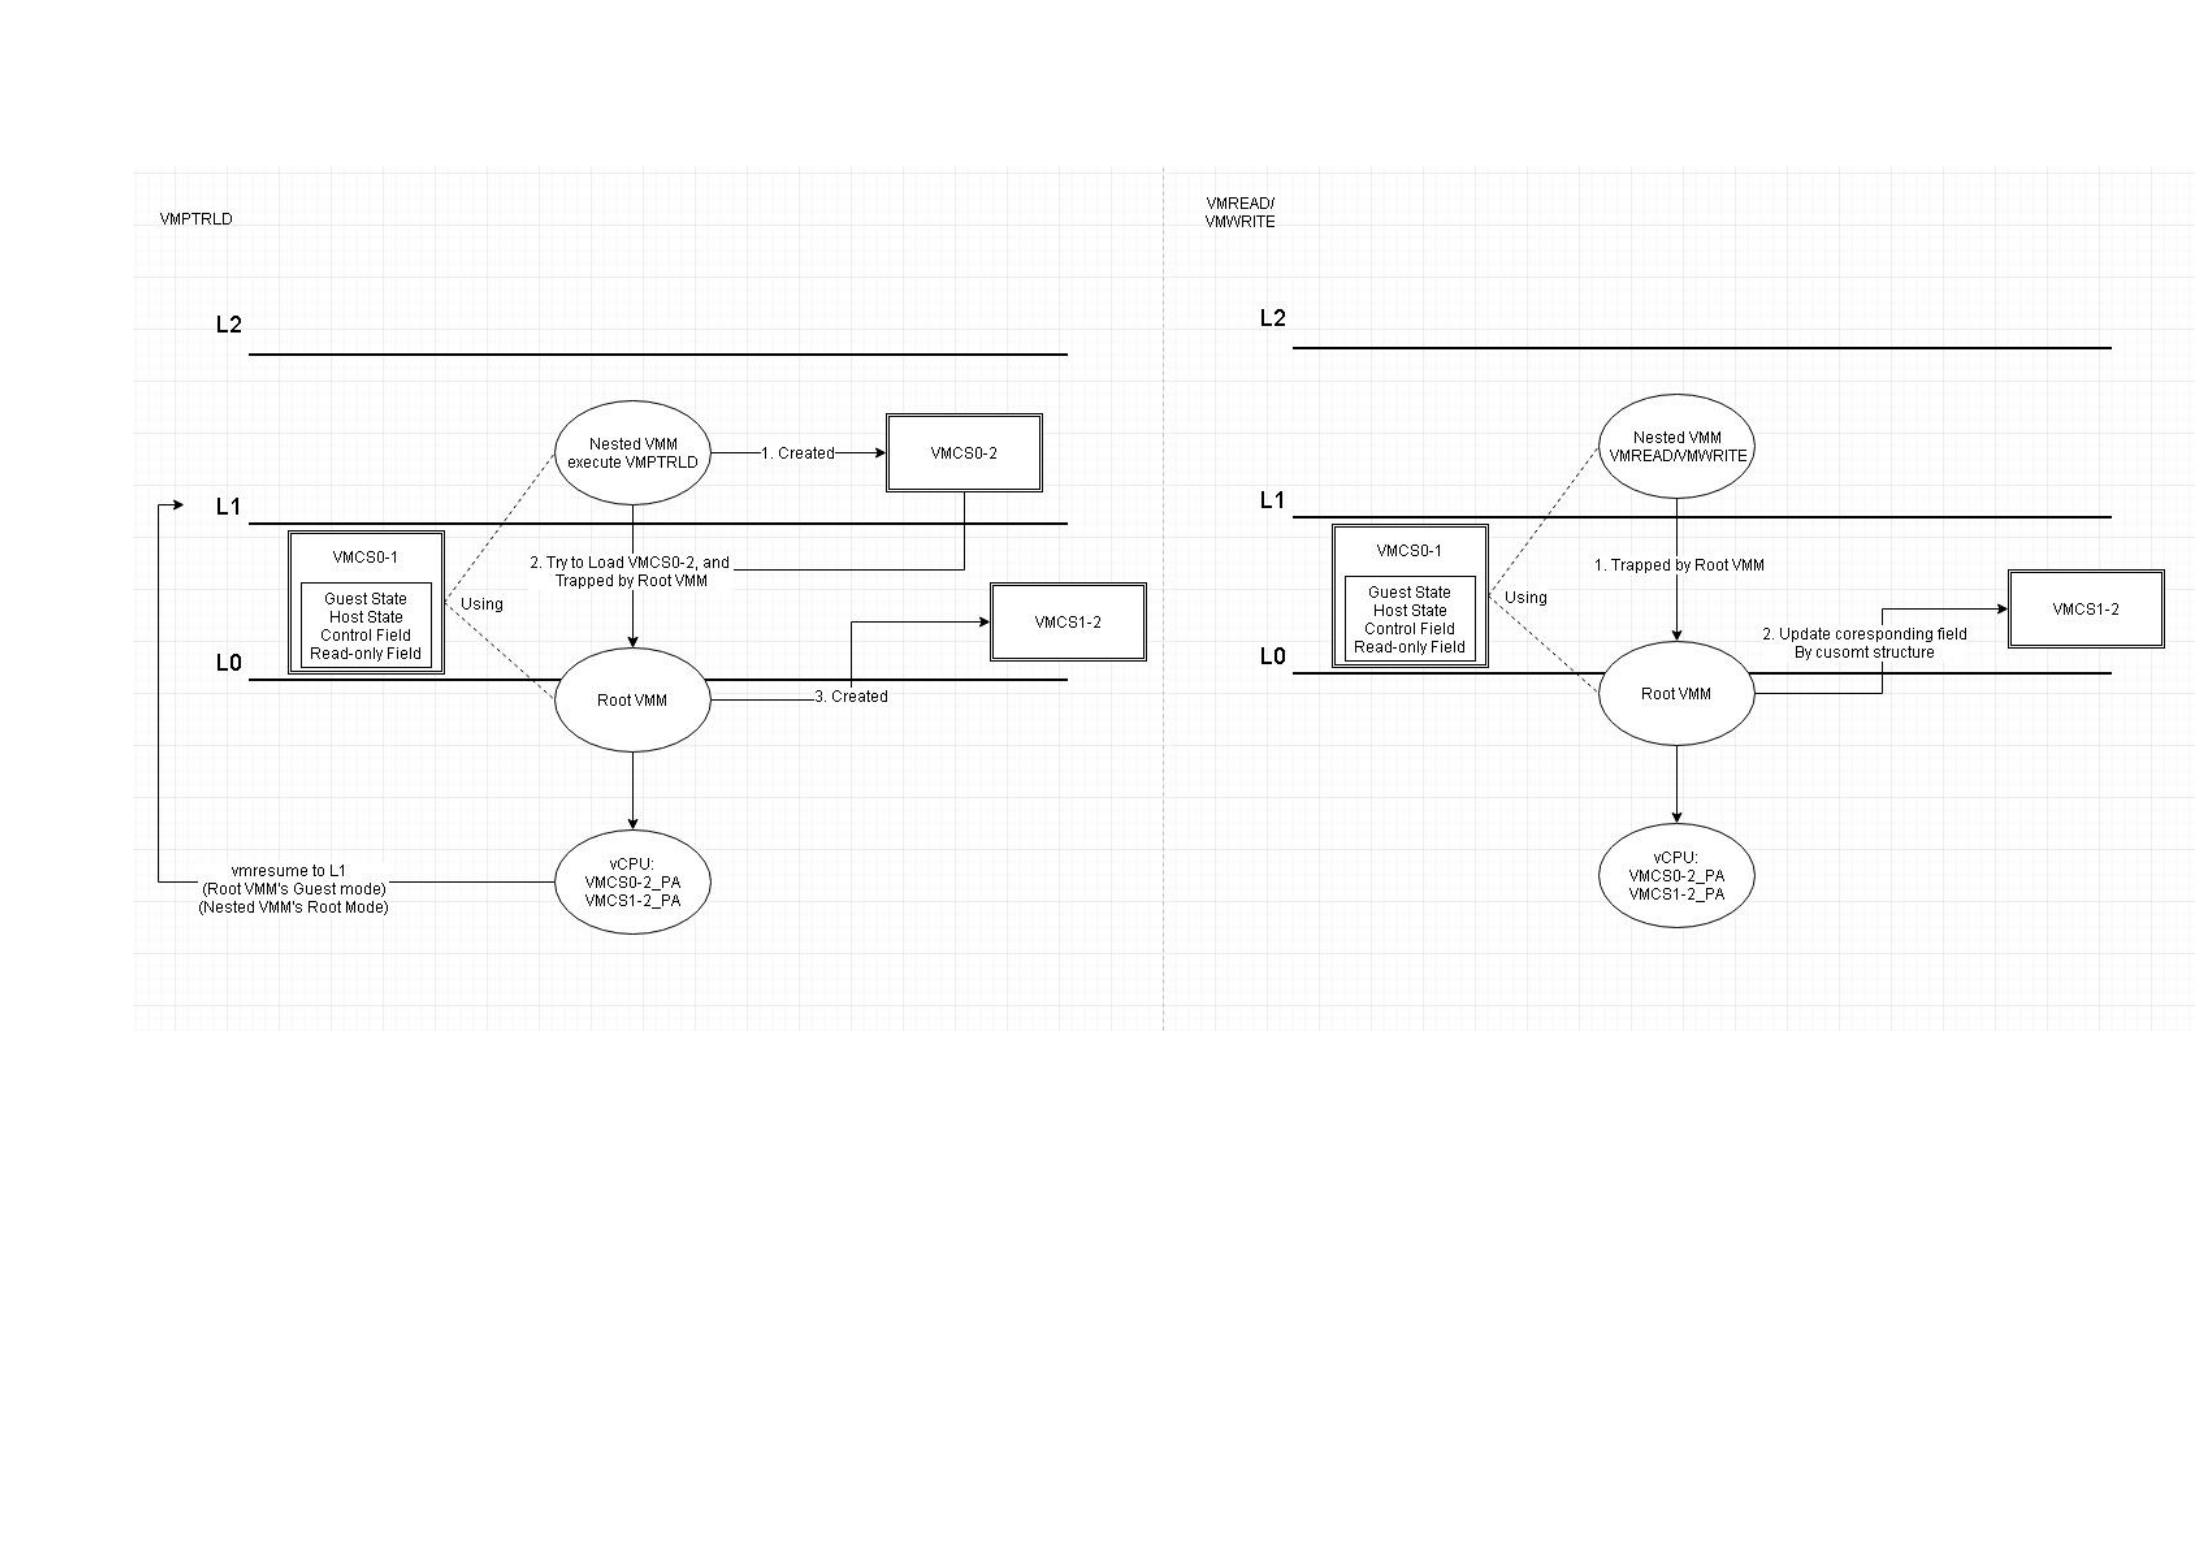 VMPTRLD
L2
Nested VMM
execute VMPTRLD
1. Created
VMCS0-2
L1
VMCS0-1
Guest State
Host State
Control Field
Read-only Field
Using
2. Try to Load VMCS0-2, and
Trapped by Root VMM
VMCS1-2
L0
Root VMM
3. Created
vCPU:
VMCS0-2_PA
VMCS1-2_PA
vmresume to L1
(Root VMM's Guest mode)
(Nested VMM's Root Mode)
VMREAD/
VMWRITE
L2
Nested VMM
VMREAD/VMWRITE
L1
VMCS0-1
Guest State
Host State
Control Field
Read-only Field
Using
1. Trapped by Root VMM
VMCS1-2
2. Update coresponding field
By cusomt structure
L0
Root VMM
vCPU:
VMCS0-2_PA
VMCS1-2_PA